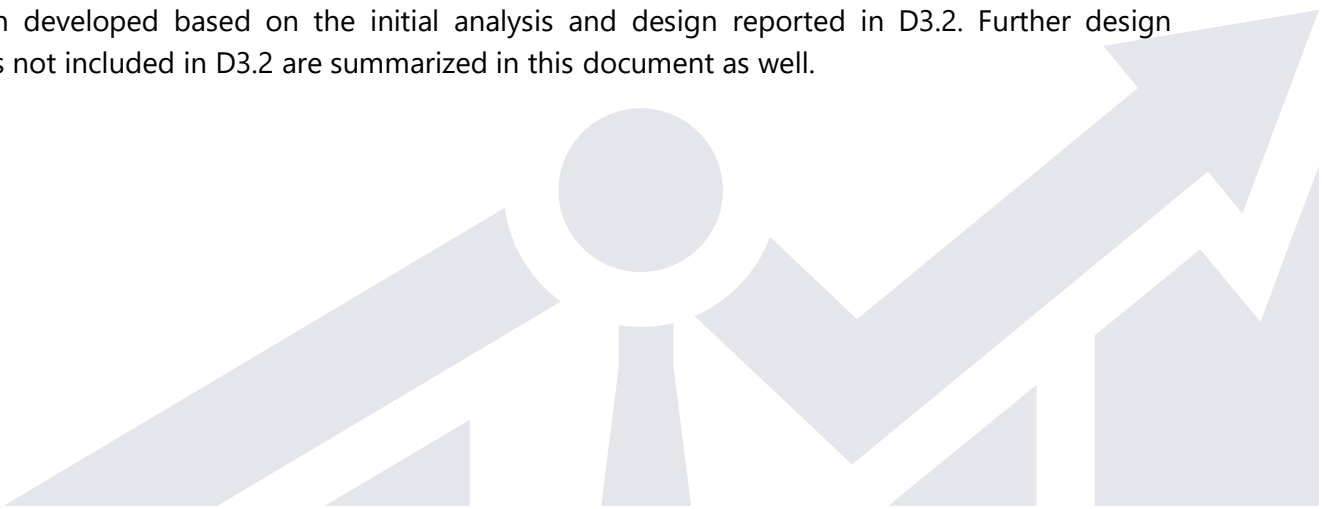 n developed based on the initial analysis and design reported in D3.2. Further design
s not included in D3.2 are summarized in this document as well.